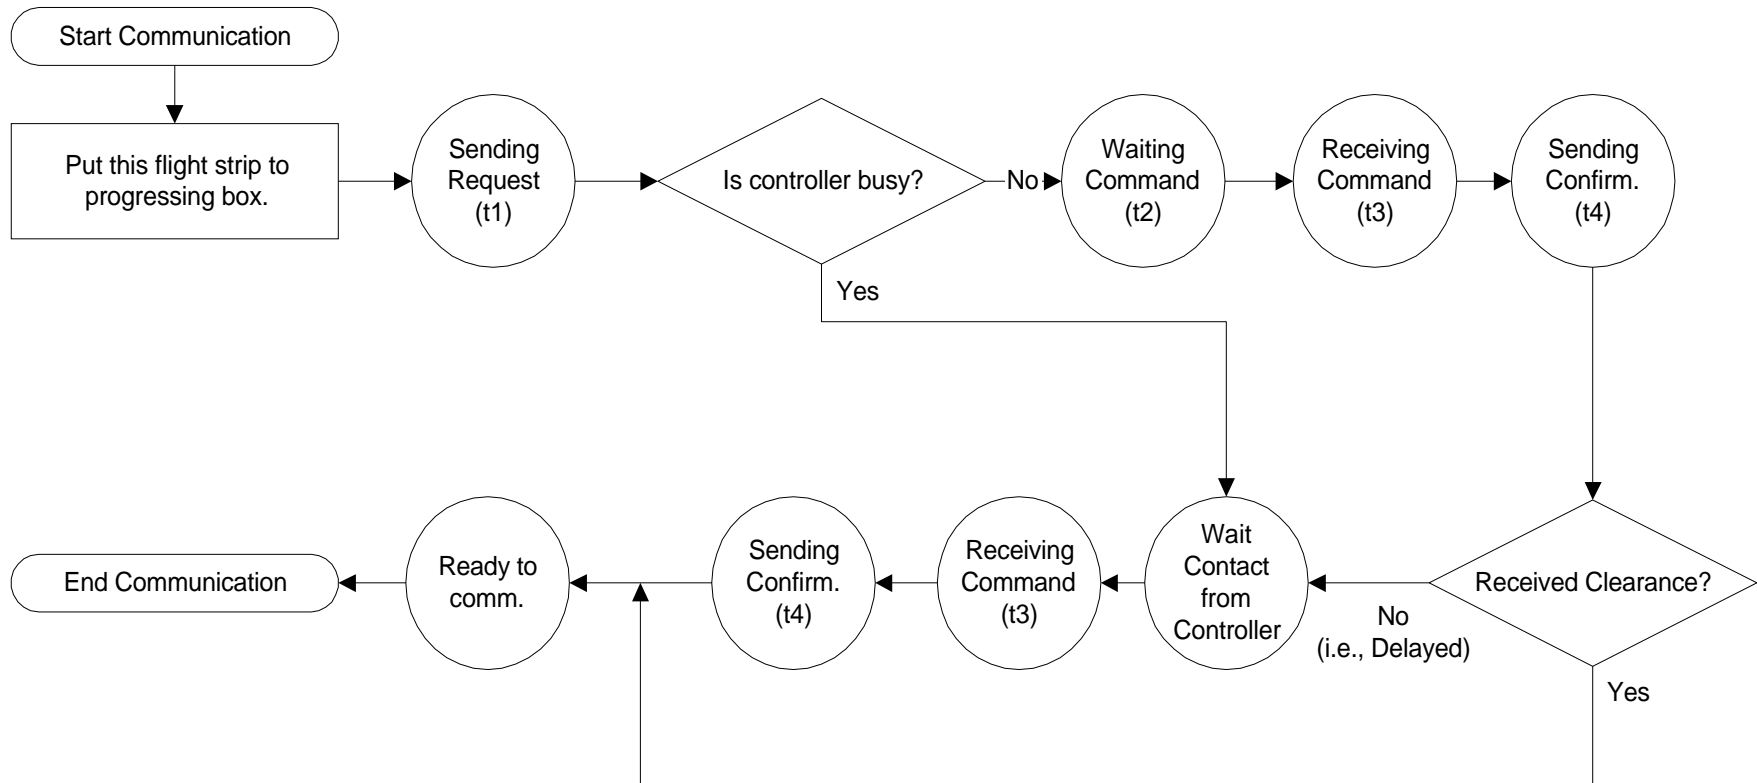 Start Communication
Put this flight strip to
progressing box.
Sending
Request
(t1)
Is controller busy?
No
Waiting
Command
(t2)
Receiving
Command
(t3)
Sending
Confirm.
(t4)
Yes
End Communication
Ready to
comm.
Sending
Confirm.
(t4)
Receiving
Command
(t3)
Wait
Contact
from
Controller
No
(i.e., Delayed)
Received Clearance?
Yes